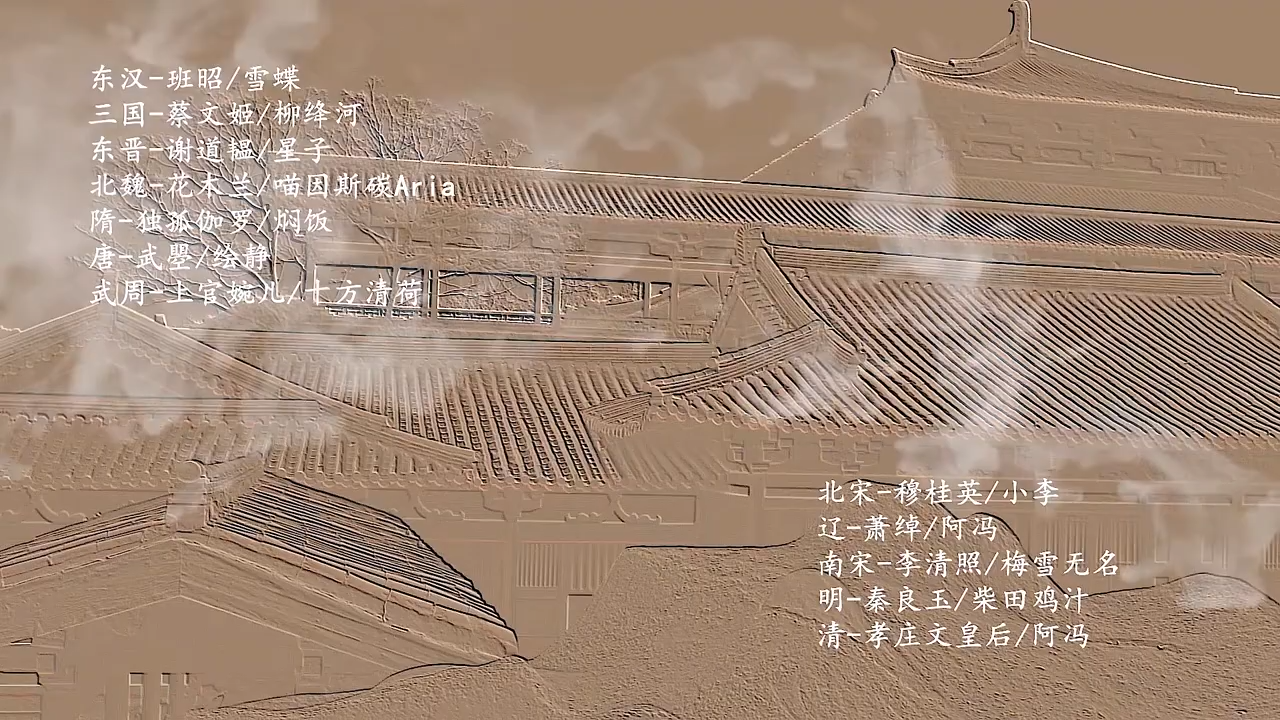 东汉-班昭/雪蝶
三国-蔡文姬/柳绛河
东晋-谢道韫/星子
北魏-花木兰/喵因斯碳Aria
隋-独孤伽罗/焖饭
唐-武曌/绘静
武周-上官婉儿/十方清荷
北宋-穆桂英/小李
辽-萧绰/阿冯
南宋-李清照/梅雪无名
明-秦良玉/柴田鸡汁
清-孝庄文皇后/阿冯